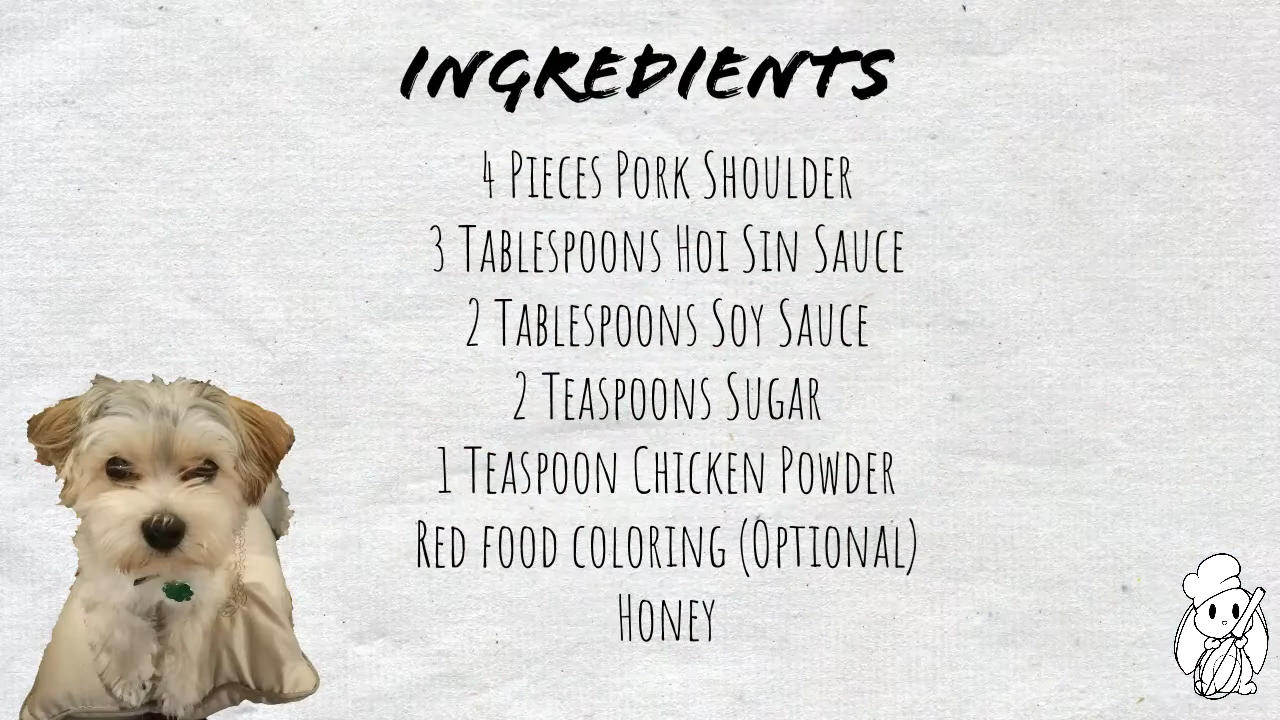 INGREDIENTS
4 Pieces Pork Shoulder
3 Tablespoons Hoi Sin Sauce
2 Tablespoons Soy Sauce
2 Teaspoons Sugar
1 Teaspoon Chicken Powder
Red food coloring (Optional)
Honey